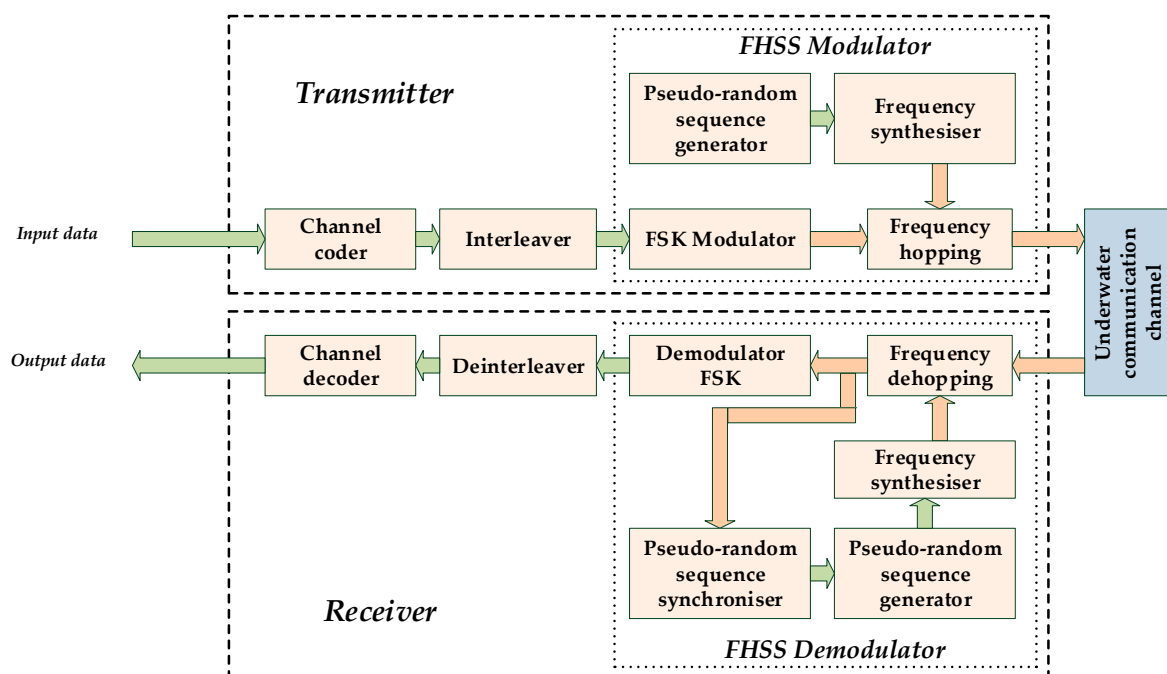 FHSS Modulator
Transmitter
Pseudo-random
sequence
generator
Frequency
synthesiser
Input data
Channel
coder
Interleaver
FSK Modulator
Frequency
hopping
Underwater
communication
channel
Output data
Channel
decoder
Deinterleaver
Demodulator
FSK
Frequency
dehopping
Frequency
synthesiser
Pseudo-random
sequence
synchroniser
Pseudo-random
sequence
generator
Receiver
FHSS Demodulator